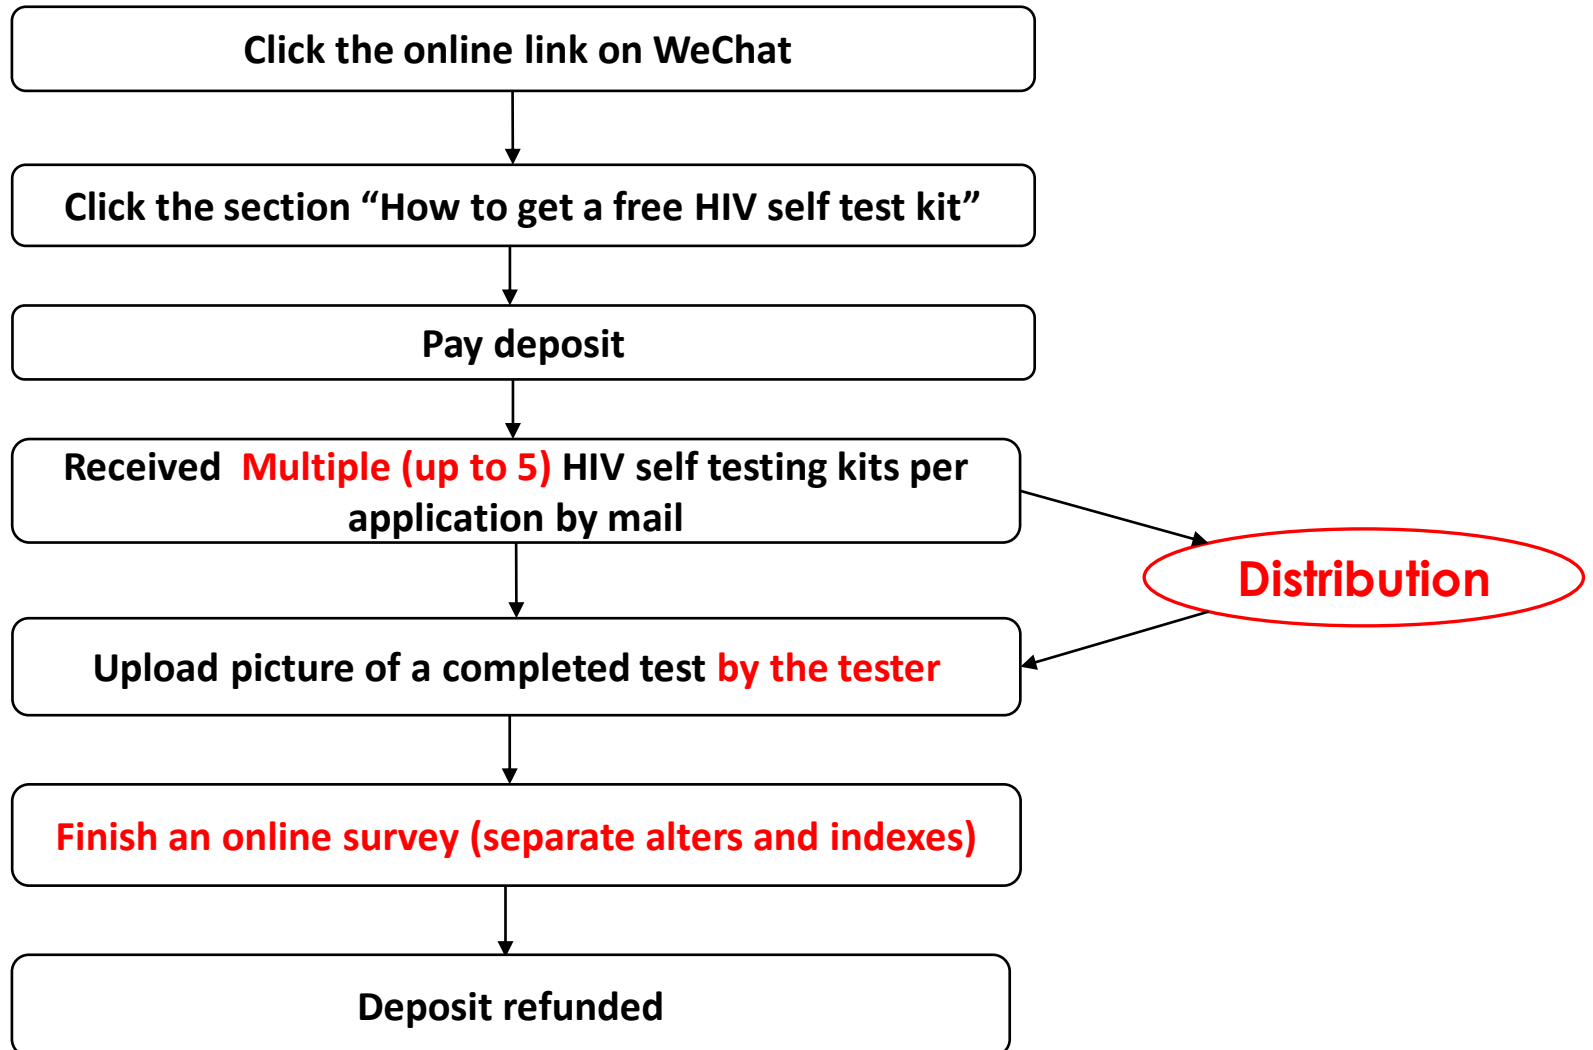 Click the online link on WeChat
Click the section “How to get a free HIV self test kit”
Pay deposit
Received Multiple (up to 5) HIV self testing kits per
application by mail
Distribution
Upload picture of a completed test by the tester
Finish an online survey (separate alters and indexes)
Deposit refunded